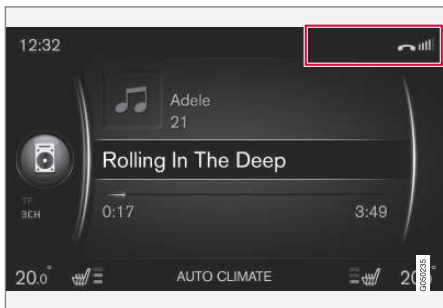 12:32
Adele
21
Rolling In The Deep
TP
3CH
0:17
3:49
20.0°
AUTO CLIMATE
20
G050235